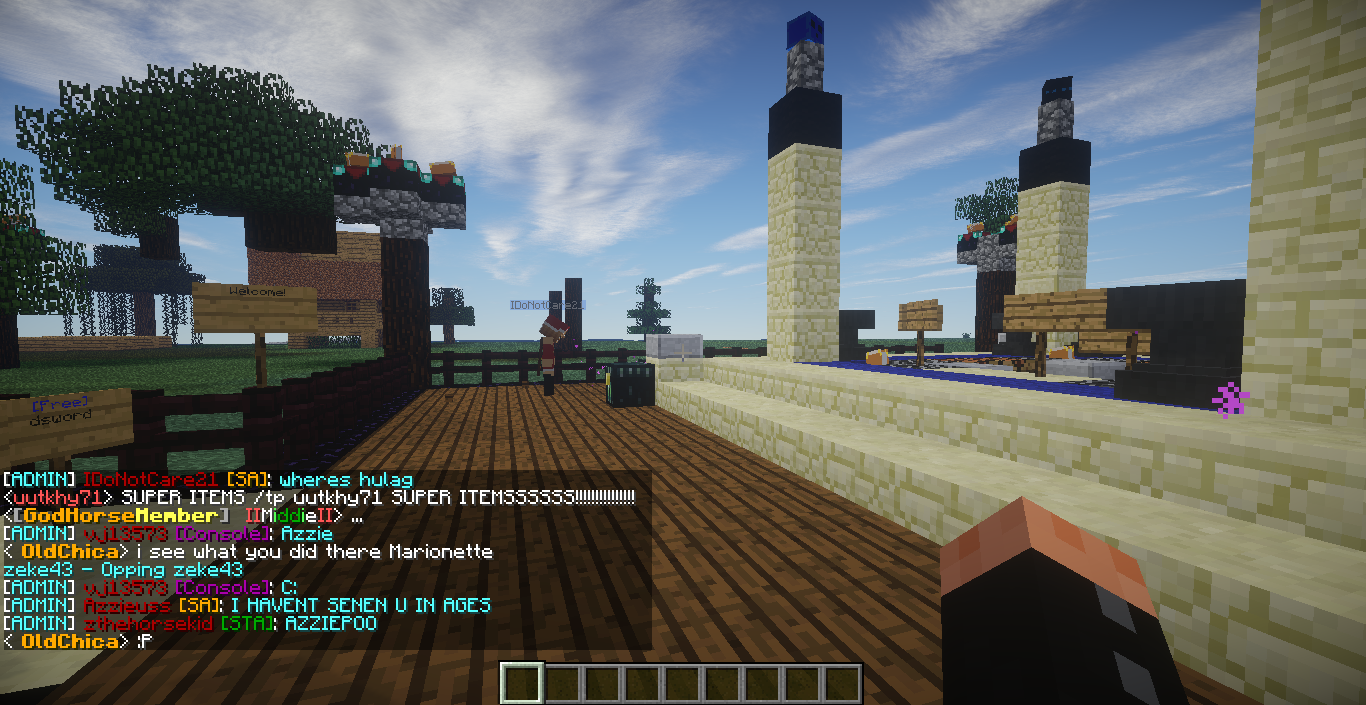 Welcome!
IDoNotCare21
[free]
dsword
[ADMIN] IDoNotCare21 [SA]: wheres hulag
<uutkhy71> SUPER ITEMS /tp uutkhy71 SUPER ITEMSSSSSS!!!!!!!!!!!!!!
<[GodHorseMember] IIMiddieII> ...
[ADMIN] vj13573 [Console]: Azzie
< OldChica> i see what you did there Marionette
zeke43 - Opping zeke43
[ADMIN] vj13573 [Console]: C:
[ADMIN] Azzieuss [SA]: I HAVENT SENEN U IN AGES
[ADMIN] zthehorsekid [STA]: AZZIEPOO
< OldChica> :P